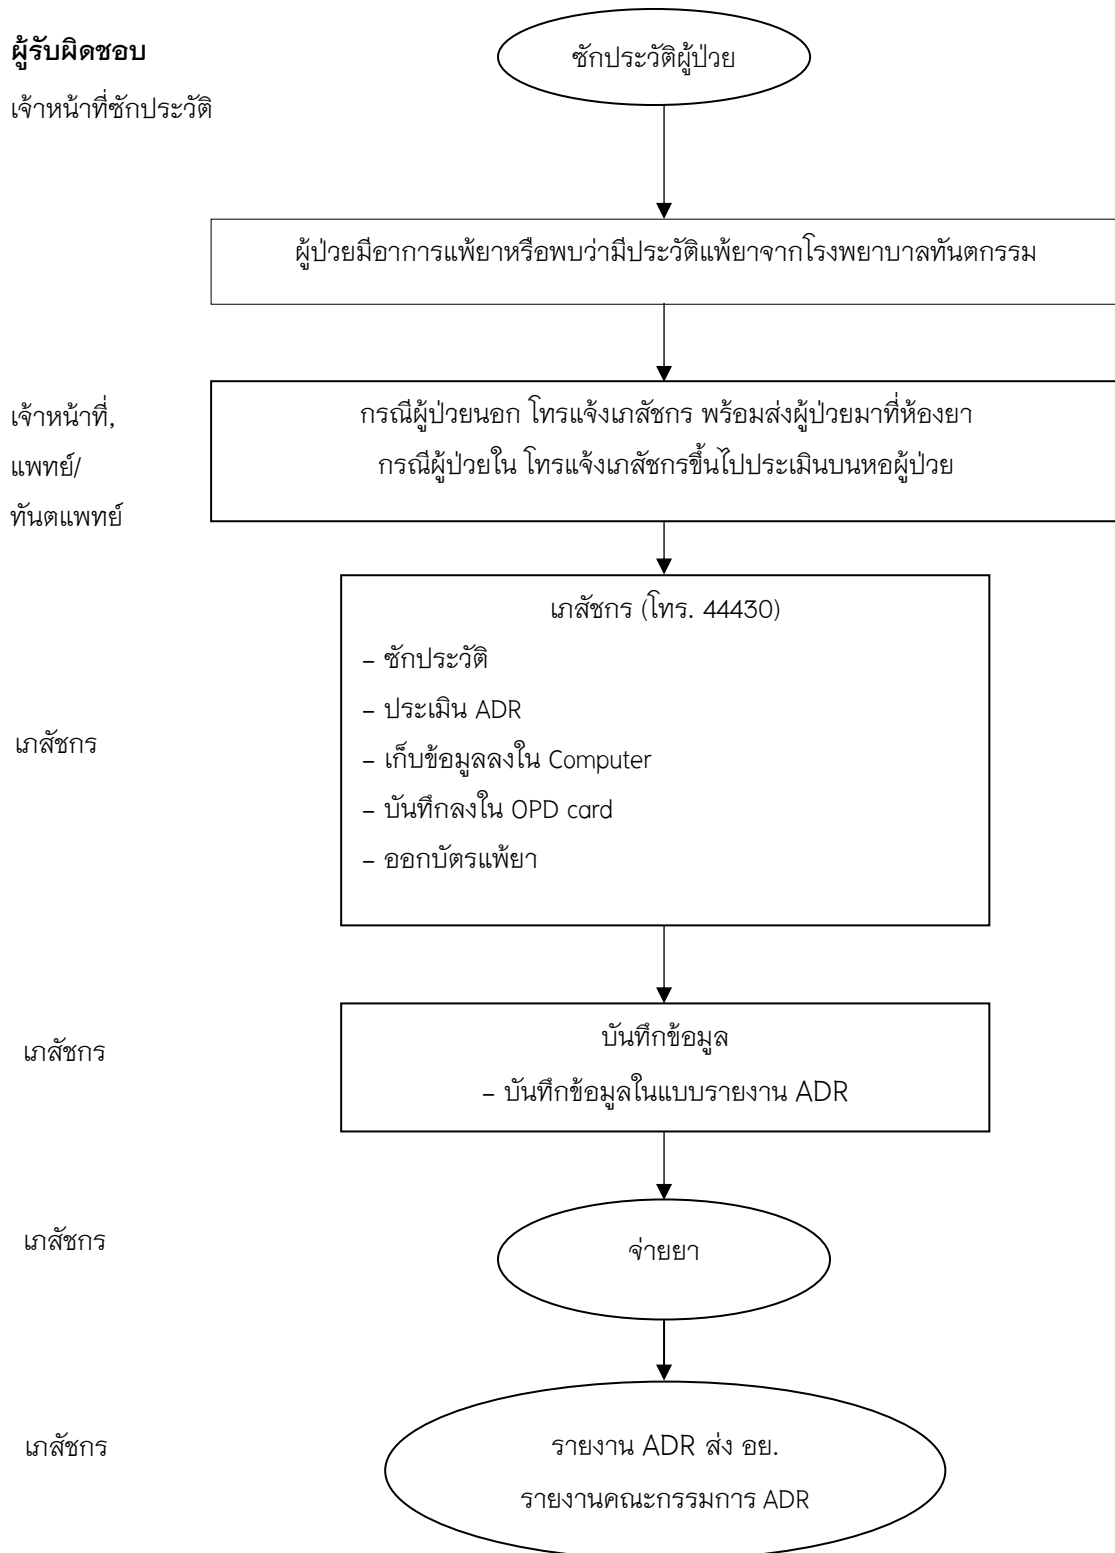 ผู้รับผิดชอบ
ซักประวัติผู้ป่วย
เจ้าหน้าที่ซักประวัติ
ผู้ป่วยมีอาการแพ้ยาหรือพบว่ามีประวัติแพ้ยาจากโรงพยาบาลทันตกรรม
เจ้าหน้าที่,
แพทย์/
ทันตแพทย์
กรณีผู้ป่วยนอก โทรแจ้งเภสัชกร พร้อมส่งผู้ป่วยมาที่ห้องยา
กรณีผู้ป่วยใน โทรแจ้งเภสัชกรขึ้นไปประเมินบนหอผู้ป่วย
เภสัชกร
เภสัชกร (โทร. 44430)
– ซักประวัติ
– ประเมิน ADR
– เก็บข้อมูลลงใน Computer
– บันทึกลงใน OPD card
– ออกบัตรแพ้ยา
เภสัชกร
บันทึกข้อมูล
– บันทึกข้อมูลในแบบรายงาน ADR
เภสัชกร
จ่ายยา
เภสัชกร
รายงาน ADR ส่ง อย.
รายงานคณะกรรมการ ADR